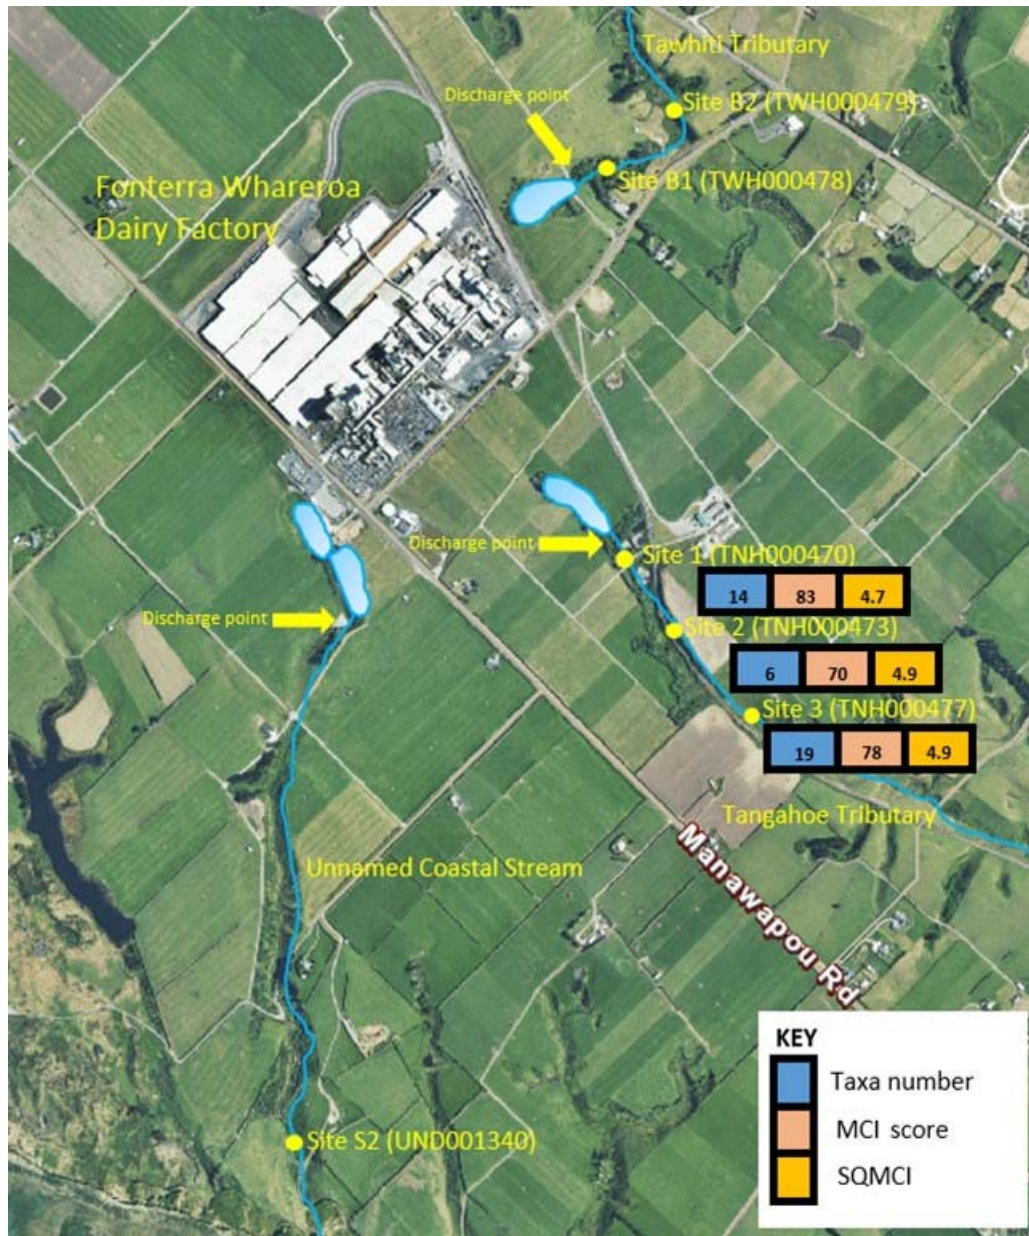 Tawhiti Tributary
Discharge point
Site B2 (TWH000479)
Site B1 (TWH000478)
Fonterra Whareroa
Dairy Factory
Discharge point
Site 1 (TNH000470)
14 83 4.7
Discharge point
Site 2 (TNH000473)
6 70 4.9
Site 3 (TNH000477)
19 78 4.9
Tangahoe Tributary
Manawapou Rd
Unnamed Coastal Stream
Site S2 (UND001340)
KEY
Taxa number
MCI score
SQMCI